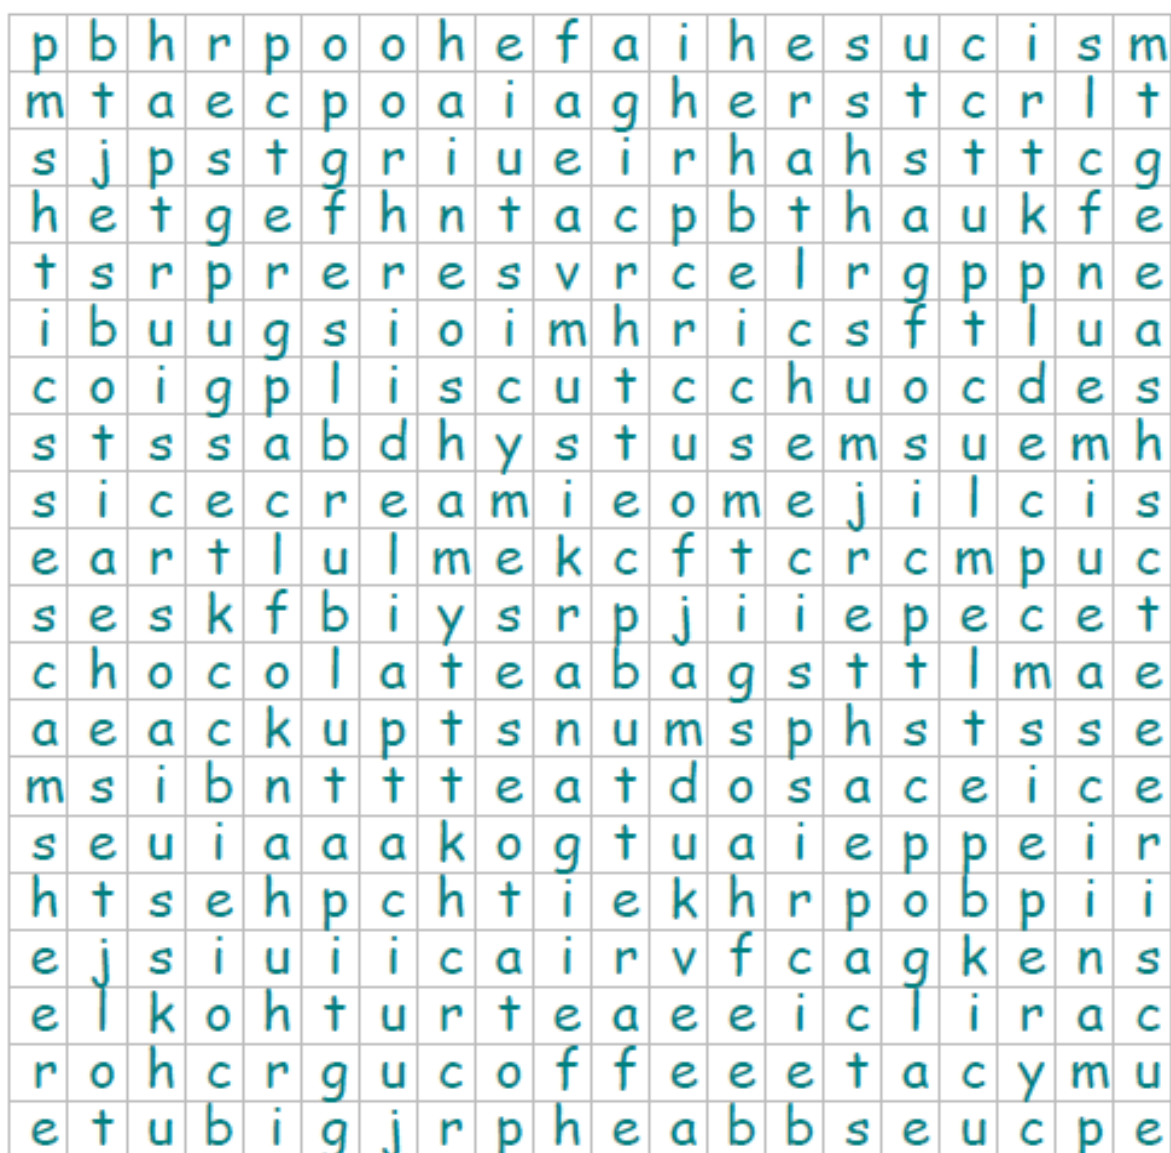 p b h r p o o h e f a i h e s u c i s m
m t a e c p o a i a g h e r s t c r l t
s j p s t g r i u e i r h a h s t t c g
h e t g e f h n t a c p b t h a u k f e
t s r p r e r e s v r c e l r g p p n e
i b u u g s i o i m h r i c s f t l u a
c o i g p l i s c u t c c h u o c d e s
s t s s a b d h y s t u s e m s u e m h
s i c e c r e a m i e o m e j i l c i s
e a r t l u l m e k c f t c r c m p u c
s e s k f b i y s r p j i i e p e c e t
c h o c o l a t e a b a g s t t l m a e
a e a c k u p t s n u m s p h s t s s e
m s i b n t t t e a t d o s a c e i c e
s e u i a a a k o g t u a i e p p e i r
h t s e h p c h t i e k h r p o b p i i
e j s i u i i c a i r v f c a g k e n s
e l k o h t u r t e a e e i c l i r a c
r o h c r g u c o f f e e e t a c y m u
e t u b i g j r p h e a b b s e u c p e